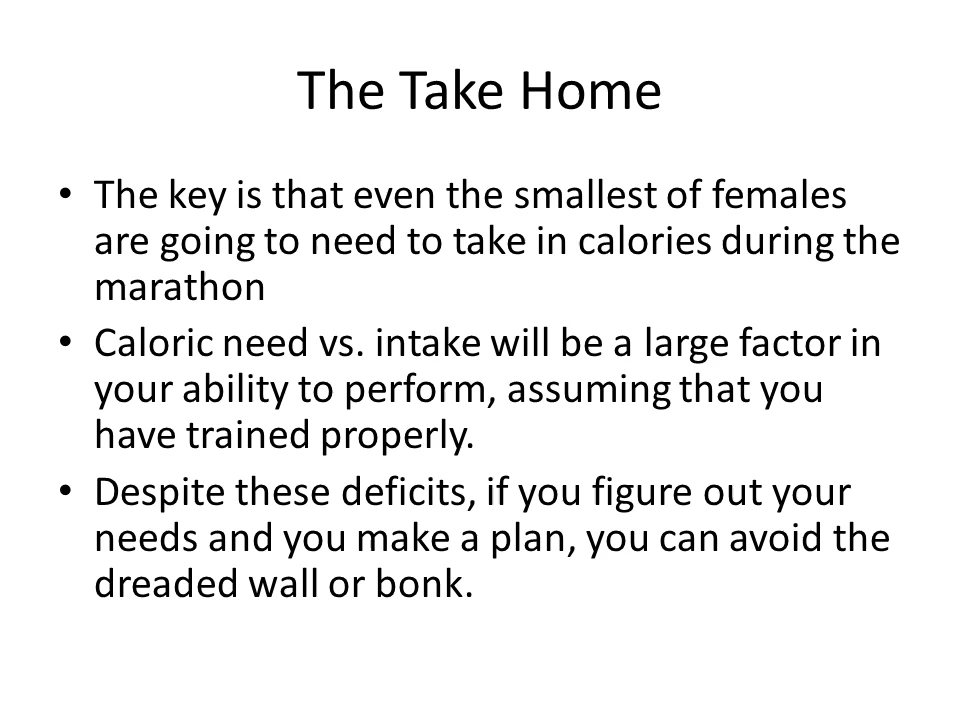 The Take Home
• The key is that even the smallest of females
are going to need to take in calories during the
marathon
• Caloric need vs. intake will be a large factor in
your ability to perform, assuming that you
have trained properly.
• Despite these deficits, if you figure out your
needs and you make a plan, you can avoid the
dreaded wall or bonk.